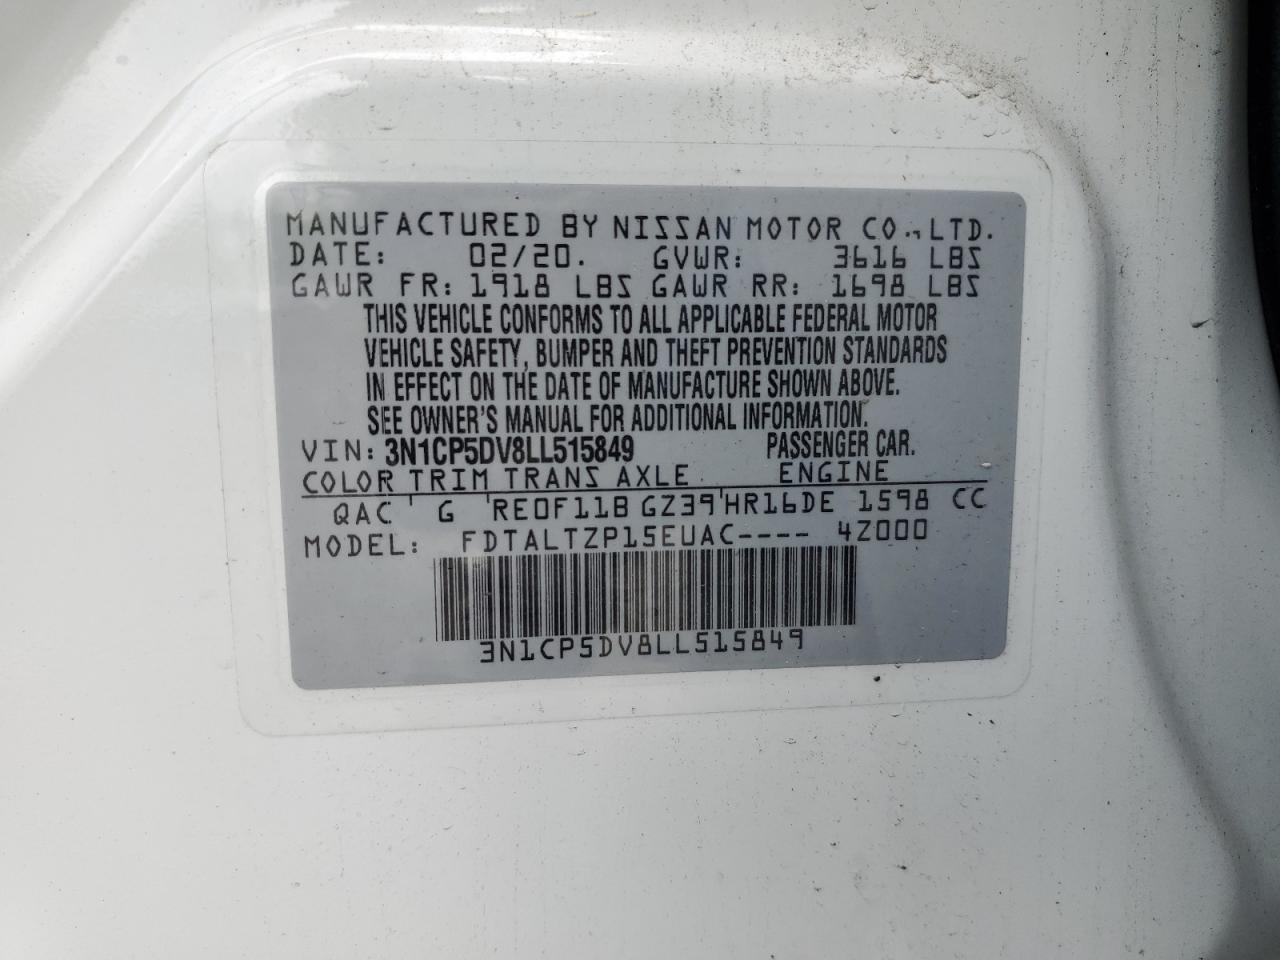 MANUFACTURED BY NISSAN MOTOR CO., LTD.
DATE: 02/20. GVWR: 3616 LBS
GAWR FR: 1918 LBS GAWR RR: 1698 LBS
THIS VEHICLE CONFORMS TO ALL APPLICABLE FEDERAL MOTOR
VEHICLE SAFETY, BUMPER AND THEFT PREVENTION STANDARDS
IN EFFECT ON THE DATE OF MANUFACTURE SHOWN ABOVE.
SEE OWNER'S MANUAL FOR ADDITIONAL INFORMATION.
VIN: 3N1CP5DV8LL515849 PASSENGER CAR.
COLOR TRIM TRANS AXLE ENGINE
QAC G RE0F11B GZ39 HR16DE 1598 CC
MODEL: FDTALTZP15EUAC---- 4Z000
3N1CP5DV8LL515849